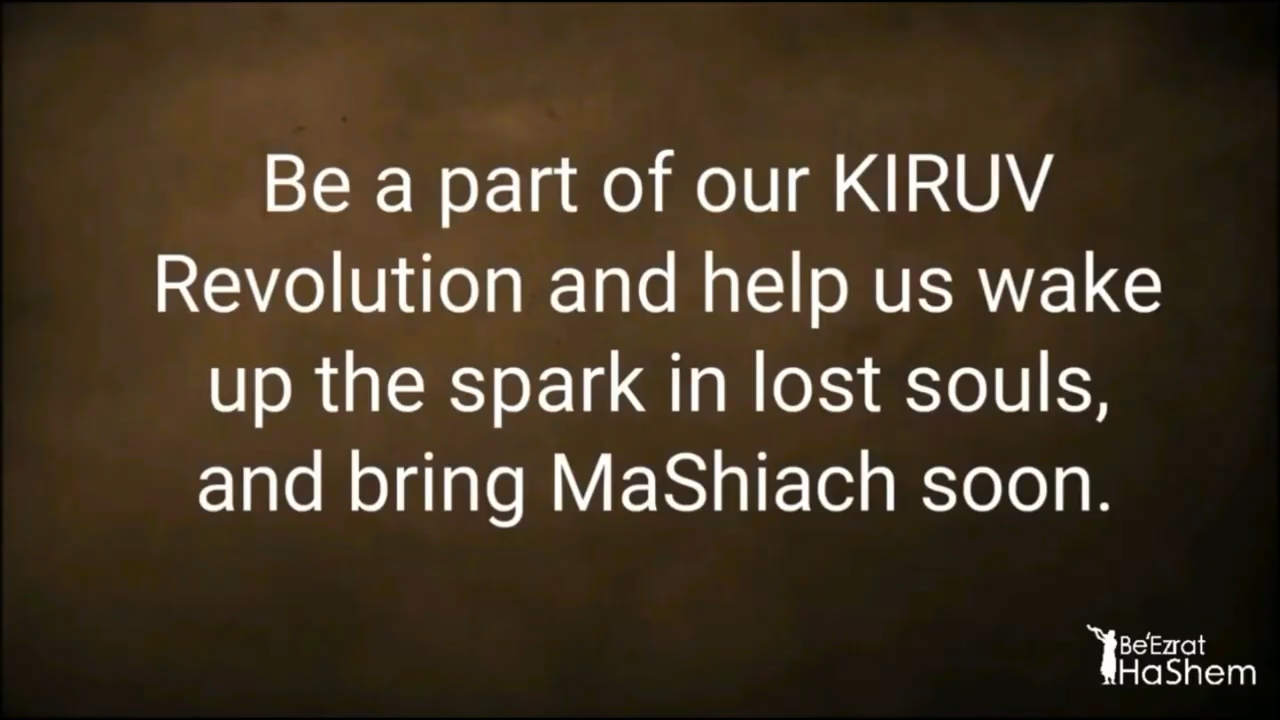 Be a part of our KIRUV
Revolution and help us wake
up the spark in lost souls,
and bring MaShiach soon.
Be'Ezrat
HaShem